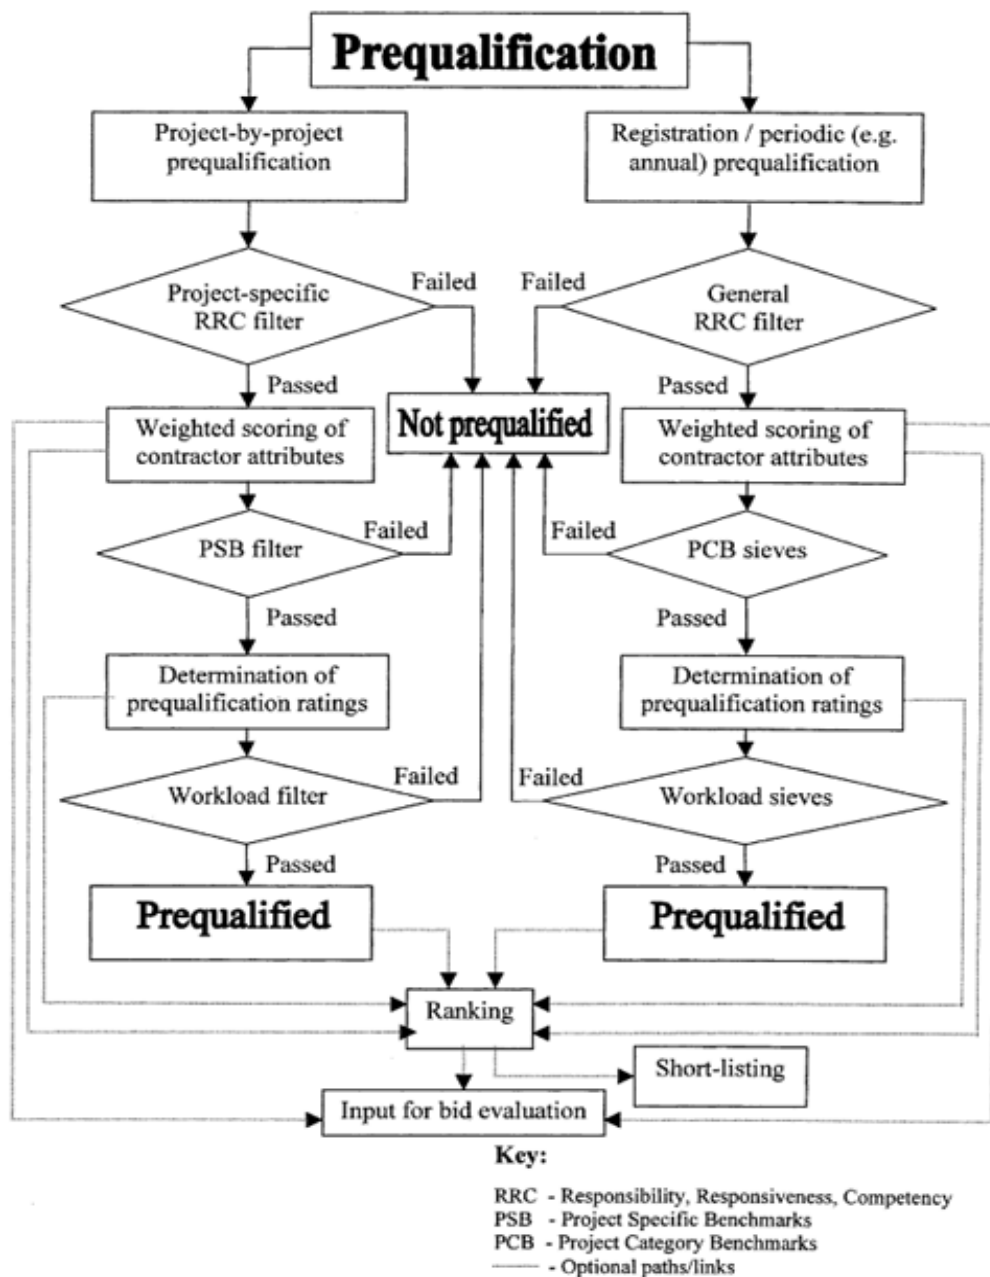 Prequalification
Project-by-project
prequalification
Registration / periodic (e.g.
annual) prequalification
Project-specific
RRC filter
Failed
Failed
General
RRC filter
Passed
Passed
Weighted scoring of
contractor attributes
Not prequalified
Weighted scoring of
contractor attributes
PSB filter
Failed
Failed
PCB sieves
Passed
Passed
Determination of
prequalification ratings
Determination of
prequalification ratings
Workload filter
Failed
Failed
Workload sieves
Passed
Passed
Prequalified
Prequalified
Ranking
Short-listing
Input for bid evaluation
Key:
RRC - Responsibility, Responsiveness, Competency
PSB - Project Specific Benchmarks
PCB - Project Category Benchmarks
- Optional paths/links